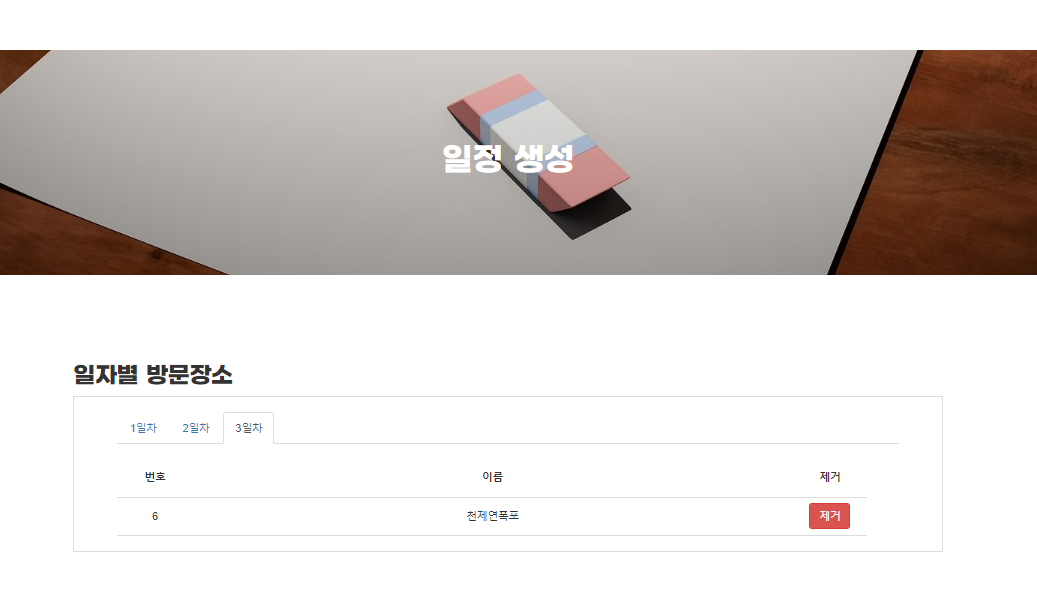 일정 생성
일자별 방문장소
1일차 2일차 3일차
번호 이름 제거
6 천제연폭포 제거